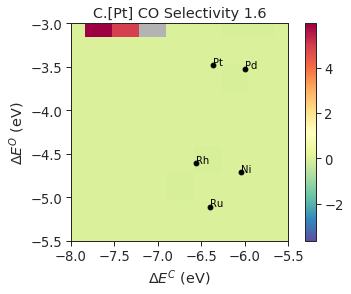 C.[Pt] CO Selectivity 1.6
−3.0
−3.5
−4.0
−4.5
−5.0
−5.5
ΔE^O (eV)
Pt
Pd
Rh
Ni
Ru
−8.0 −7.5 −7.0 −6.5 −6.0 −5.5
ΔE^C (eV)
4
2
0
−2